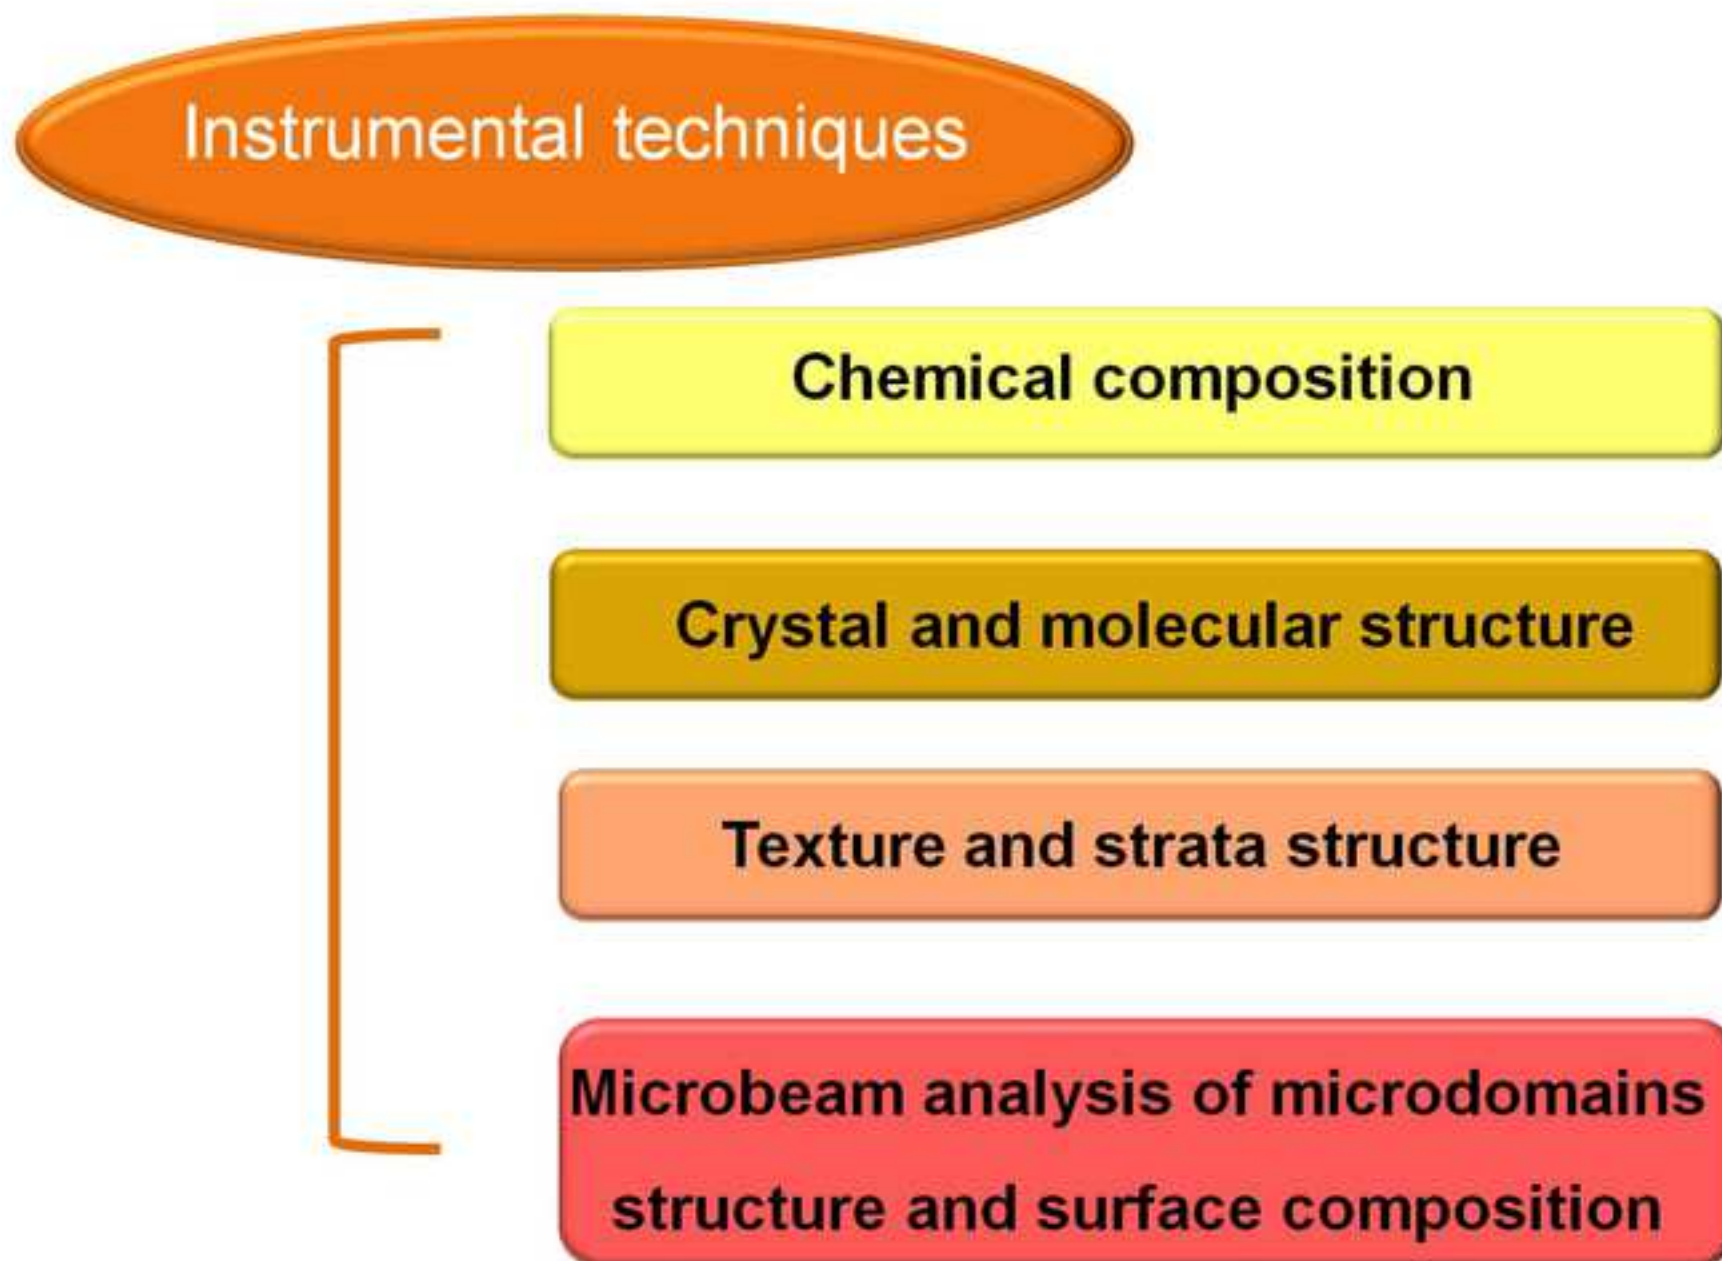 Instrumental techniques
Chemical composition
Crystal and molecular structure
Texture and strata structure
Microbeam analysis of microdomains
structure and surface composition